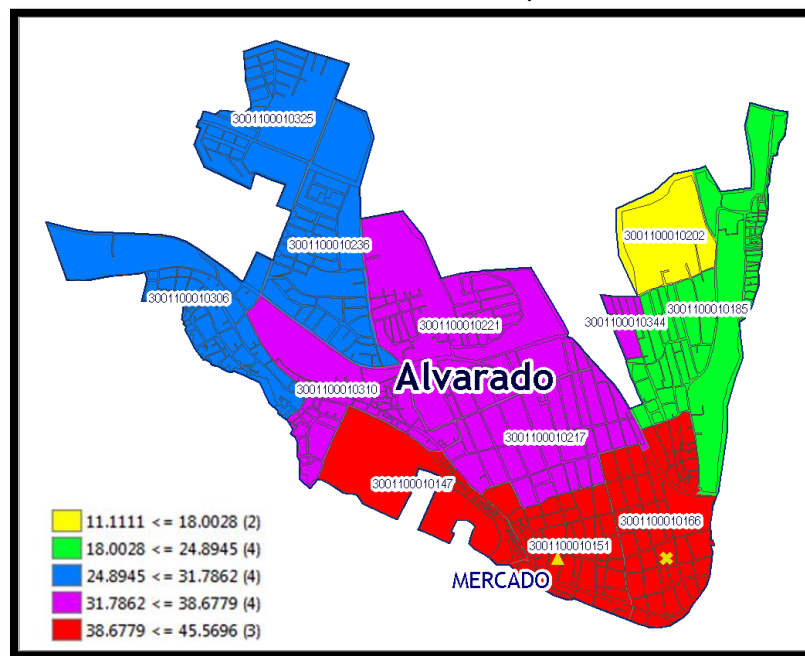 3001100010325
3001100010202
3001100010236
3001100010306
3001100010185
3001100010344
3001100010221
Alvarado
3001100010310
3001100010217
3001100010147
3001100010166
3001100010151
MERCADO
11.1111 <= 18.0028 (2)
18.0028 <= 24.8945 (4)
24.8945 <= 31.7862 (4)
31.7862 <= 38.6779 (4)
38.6779 <= 45.5696 (3)